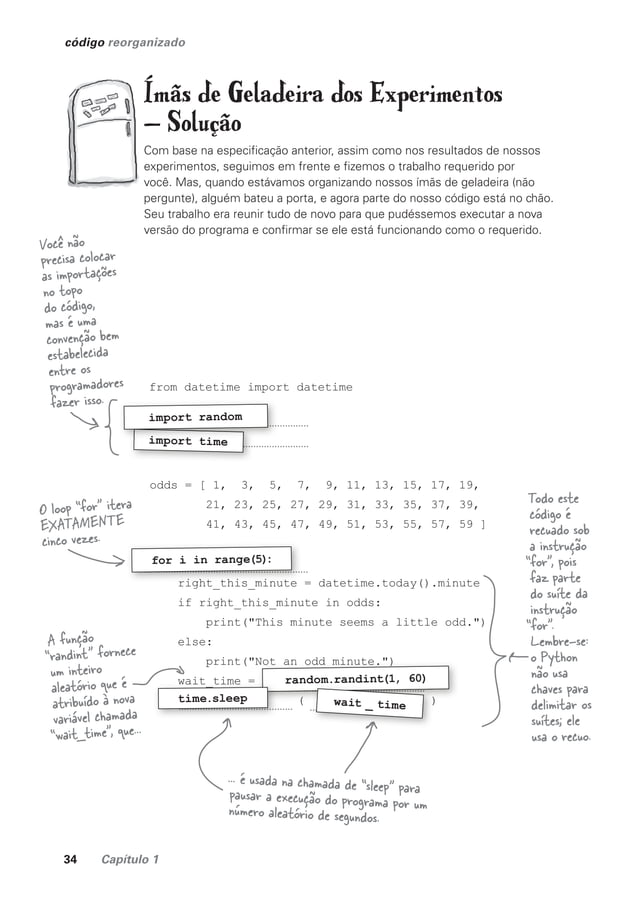 código reorganizado
Ímãs de Geladeira dos Experimentos
– Solução
Com base na especificação anterior, assim como nos resultados de nossos
experimentos, seguimos em frente e fizemos o trabalho requerido por
você. Mas, quando estávamos organizando nossos ímãs de geladeira (não
pergunte), alguém bateu a porta, e agora parte do nosso código está no chão.
Seu trabalho era reunir tudo de novo para que pudéssemos executar a nova
versão do programa e confirmar se ele está funcionando como o requerido.
Você não
precisa colocar
as importações
no topo
do código,
mas é uma
convenção bem
estabelecida
entre os
programadores
fazer isso.
from datetime import datetime
import random
import time
odds = [ 1, 3, 5, 7, 9, 11, 13, 15, 17, 19,
21, 23, 25, 27, 29, 31, 33, 35, 37, 39,
41, 43, 45, 47, 49, 51, 53, 55, 57, 59 ]
O loop "for" itera
EXATAMENTE
cinco vezes.
for i in range(5):
right_this_minute = datetime.today().minute
if right_this_minute in odds:
print("This minute seems a little odd.")
else:
print("Not an odd minute.")
wait_time = random.randint(1, 60)
time.sleep ( wait_time )
Todo este
código é
recuado sob
a instrução
"for", pois
faz parte
do suíte da
instrução
"for".
Lembre-se:
o Python
não usa
chaves para
delimitar os
suítes; ele
usa o recuo.
A função
"randint" fornece
um inteiro
aleatório que é
atribuído à nova
variável chamada
"wait_time", que...
... é usada na chamada de "sleep" para
pausar a execução do programa por um
número aleatório de segundos.
34 Capítulo 1